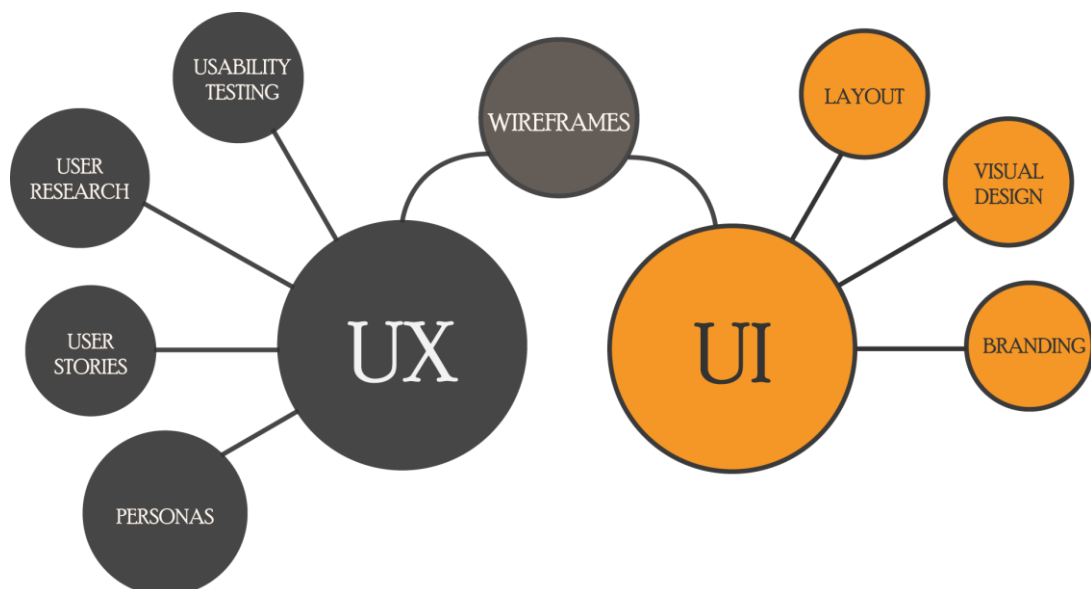 USABILITY
TESTING
WIREFRAMES
LAYOUT
USER
RESEARCH
VISUAL
DESIGN
UX
UI
USER
STORIES
BRANDING
PERSONAS